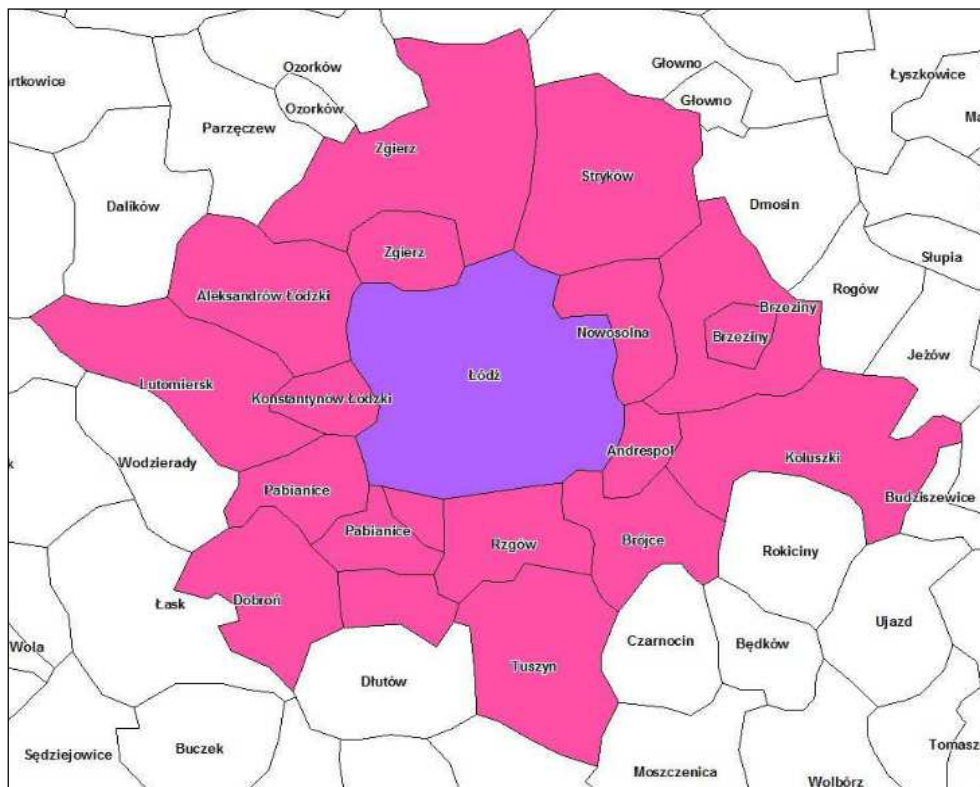 Ozorków
Głowno
Łyszkowice
rtkowice
Ozorków
Głowno
Ma
Parzęczew
Zgierz
Stryków
Dalików
Dmosin
Zgierz
Słupia
Aleksandrów Łódzki
Rogów
Brzeziny
Nowosolna
Brzeziny
Jeżów
Łódź
Lutomiersk
Konstantynów Łódzki
Andrespol
Koluszki
Wodzierady
k
Pabianice
Budziszewice
Pabianice
Rzgów
Brójce
Rokiciny
Łask
Dobroń
Ujazd
Wola
Czarnocin
Będków
Tuszyn
Dłutów
Sędziejowice
Buczek
Tomasz
Moszczenica
Wolbórz